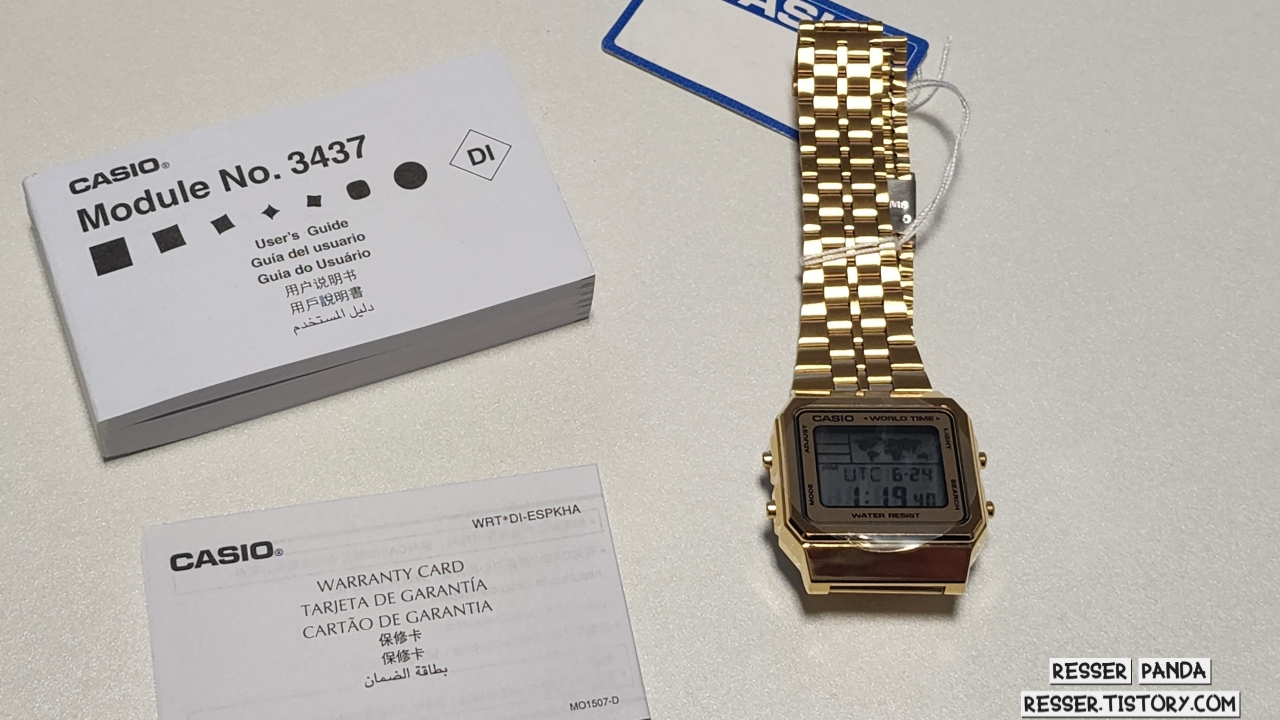 CASIO®
Module No. 3437
DI
User's Guide
Guía del usuario
Guia do Usuário
用户说明书
用戶說明書
دليل المستخدم
WRT*DI-ESPKHA
CASIO®
WARRANTY CARD
TARJETA DE GARANTÍA
CARTÃO DE GARANTIA
保修卡
保修卡
بطاقة الضمان
MO1507-D
CASIO WORLD TIME
ADJUST
LIGHT
MODE
SEARCH
UTC 6-24
1:19 40
WATER RESIST
RESSER PANDA
RESSER.TISTORY.COM